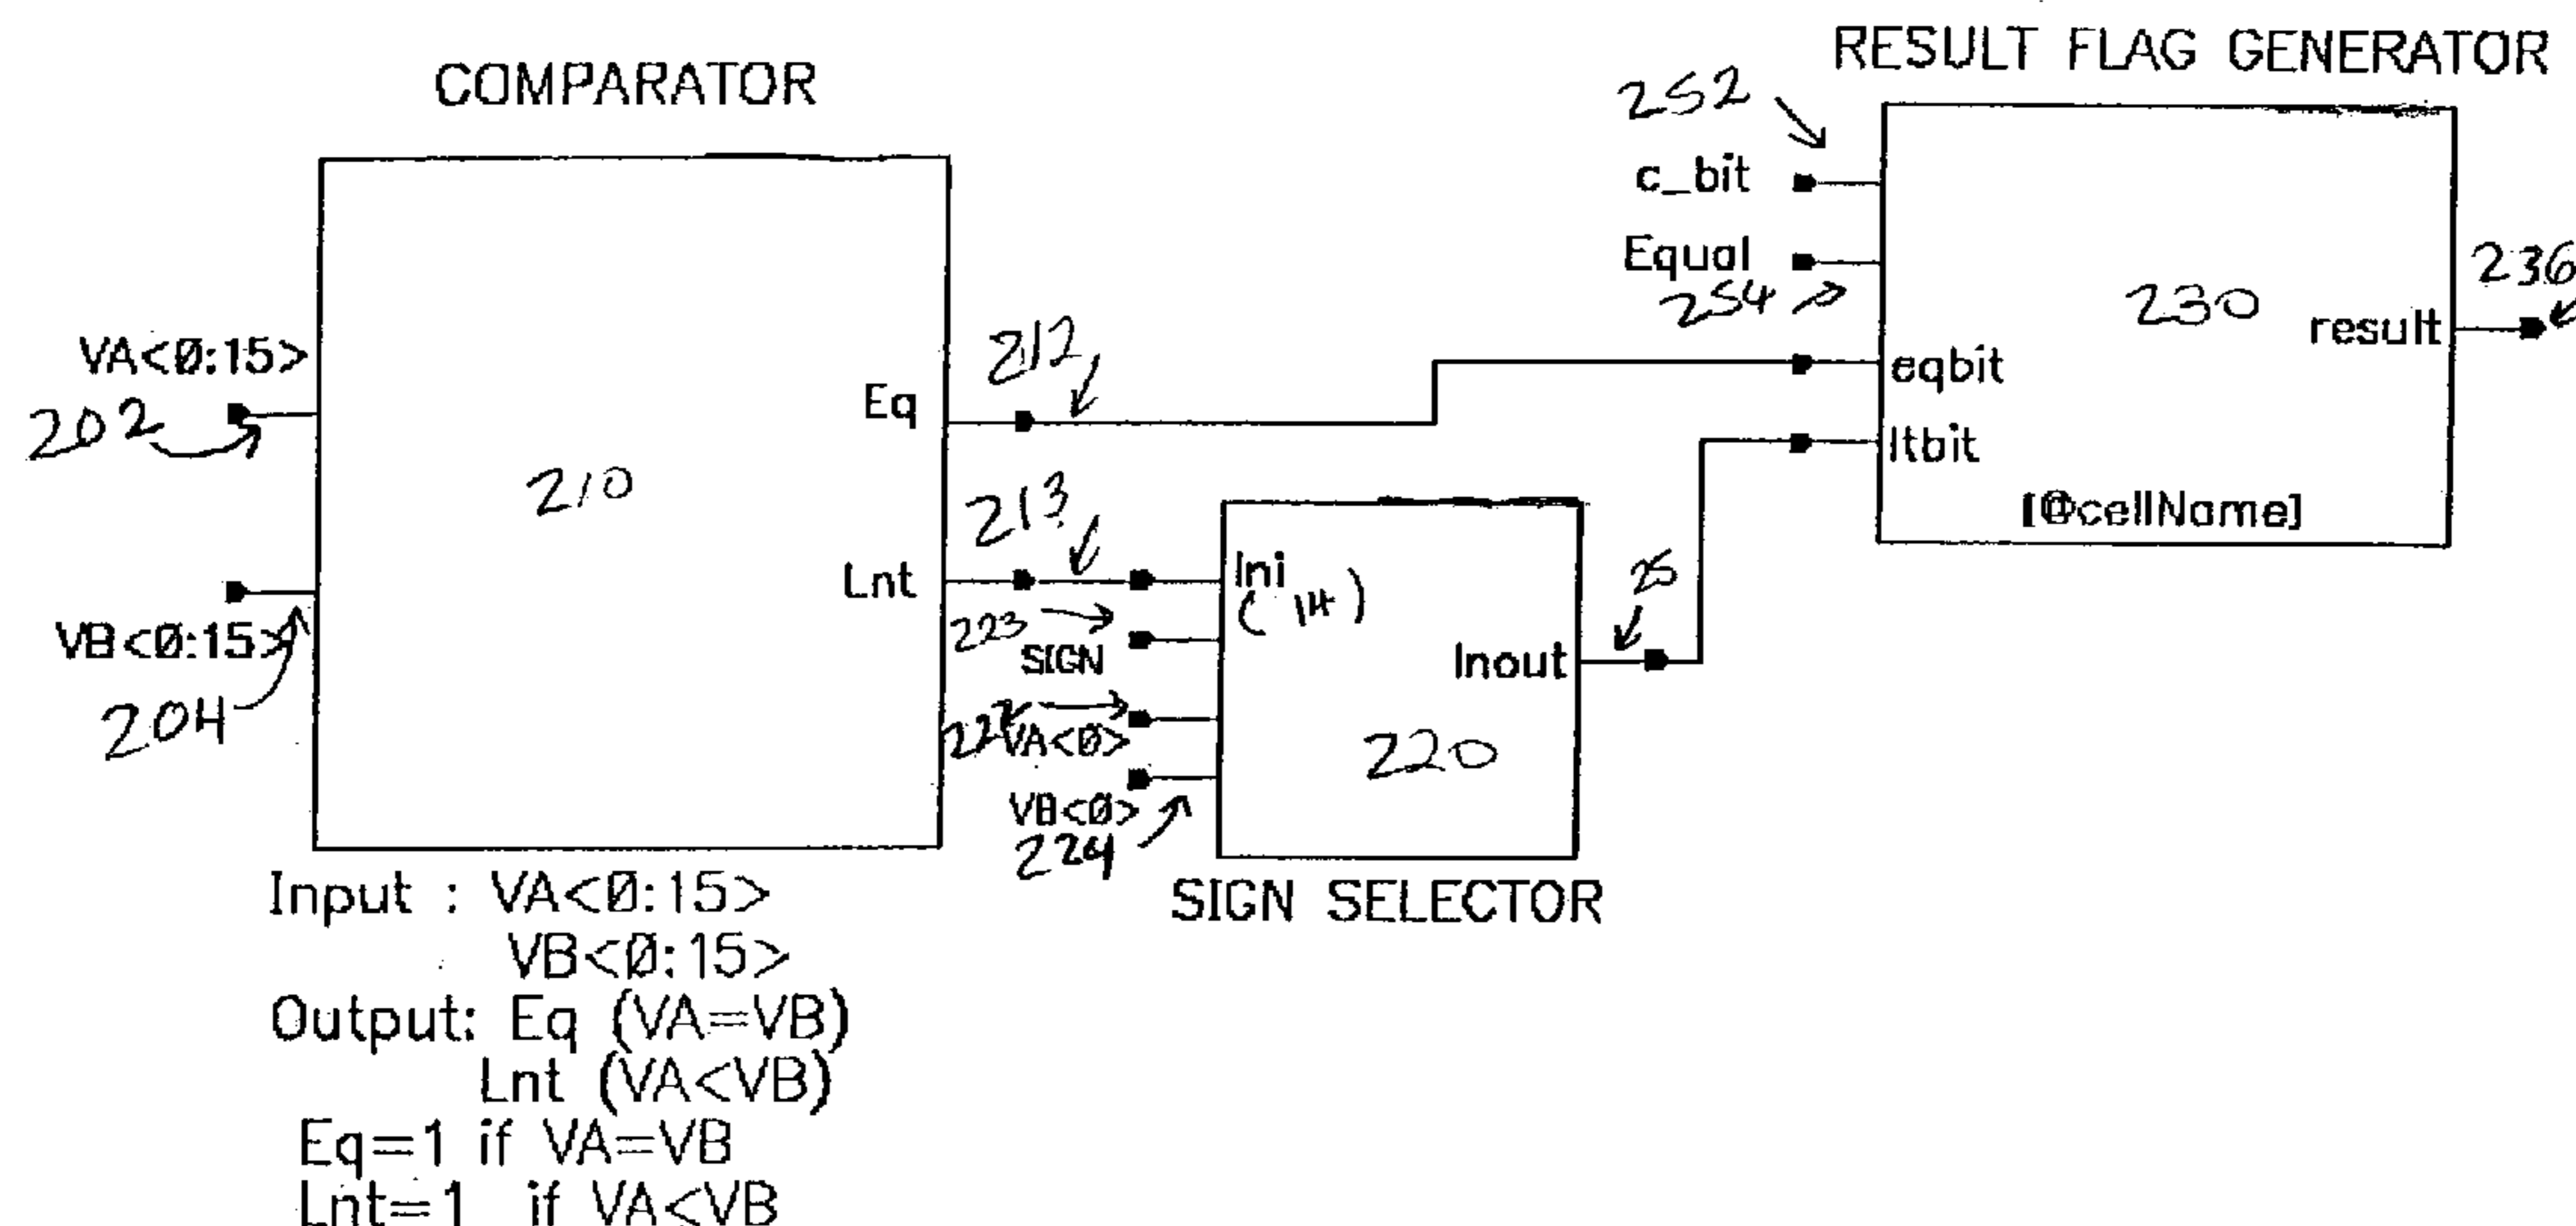 RESULT FLAG GENERATOR
COMPARATOR
252
c_bit
Equal
254
230
236
result
VA<0:15>
202
212
Eq
eqbit
ltbit
210
213
[@cellName]
VB<0:15>
204
Lnt
Ini
( 14 )
25
223
SIGN
Inout
VA<0>
220
VB<0>
224
SIGN SELECTOR
Input : VA<0:15>
VB<0:15>
Output: Eq (VA=VB)
Lnt (VA<VB)
Eq=1 if VA=VB
Lnt=1 if VA<VB